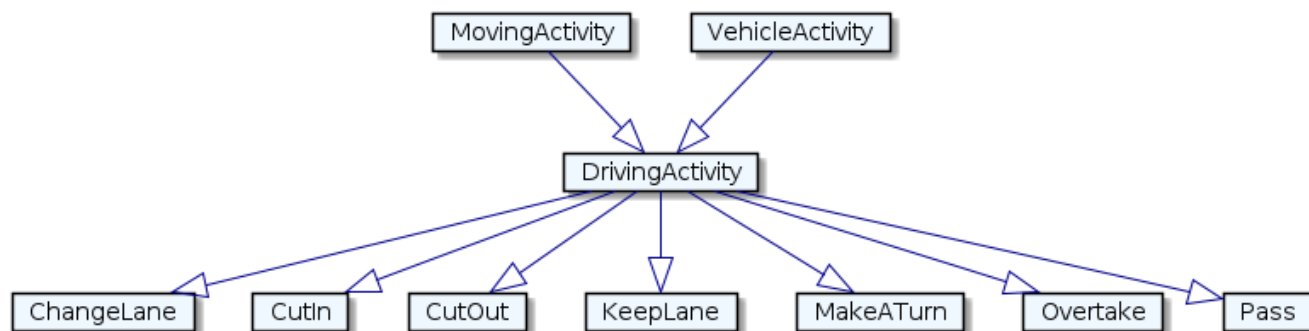 MovingActivity
VehicleActivity
DrivingActivity
ChangeLane
CutIn
CutOut
KeepLane
MakeATurn
Overtake
Pass